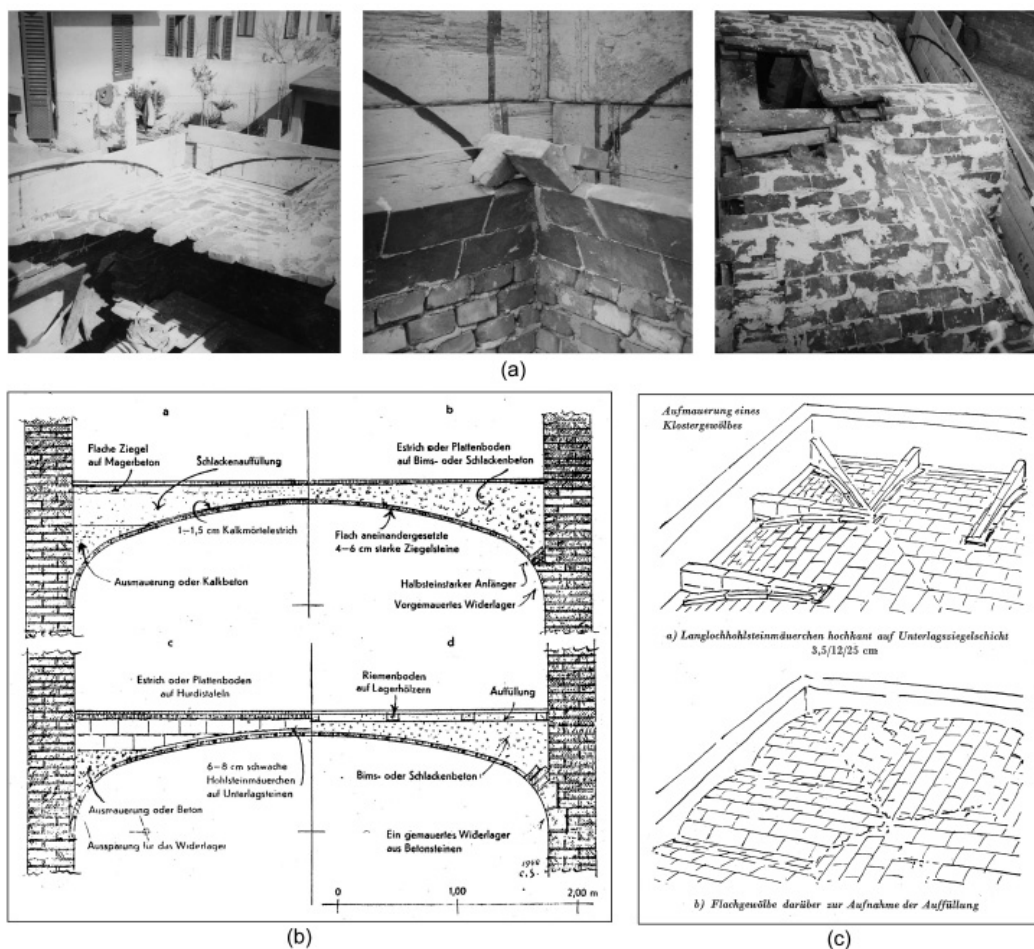 (a)
a
b
Flache Ziegel
auf Magerbeton
Schlackenauffüllung
Estrich oder Plattenboden
auf Bims- oder Schlackenbeton
1–1,5 cm Kalkmörtelestrich
Flach aneinandergesetzte
4–6 cm starke Ziegelsteine
Ausmauerung oder Kalkbeton
Halbsteinstarker Anfänger
Vorgemauertes Widerlager
c
d
Estrich oder Plattenboden
auf Hurdistaleln
Riemenboden
auf Lagerhölzern
Auffüllung
6–8 cm schwache
Hohlsteinmäuerchen
auf Unterlagsteinen
Bims- oder Schlackenbeton
Ausmauerung oder Beton
Aussparung für das Widerlager
Ein gemauertes Widerlager
aus Betonsteinen
0
1,00
2,00 m
(b)
Aufmauerung eines
Klostergewölbes
a) Langlochhohlsteinmäuerchen hochkant auf Unterlagsziegelschicht
3,5/12/25 cm
b) Flachgewölbe darüber zur Aufnahme der Auffüllung
(c)